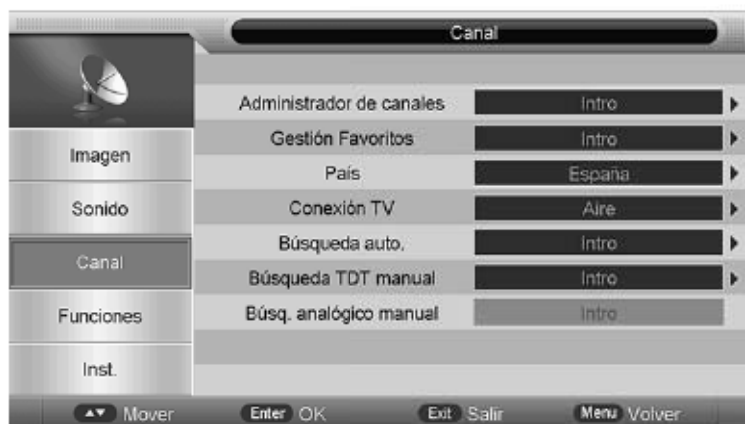 Canal
Administrador de canales Intro
Gestión Favoritos Intro
Imagen
País España
Sonido
Conexión TV Aire
Búsqueda auto. Intro
Canal
Búsqueda TDT manual Intro
Funciones
Búsq. analógico manual Intro
Inst.
Mover Enter OK Exit Salir Menu Volver